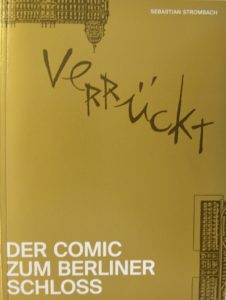 SEBASTIAN STROMBACH
VERRÜCKT
DER COMIC
ZUM BERLINER
SCHLOSS